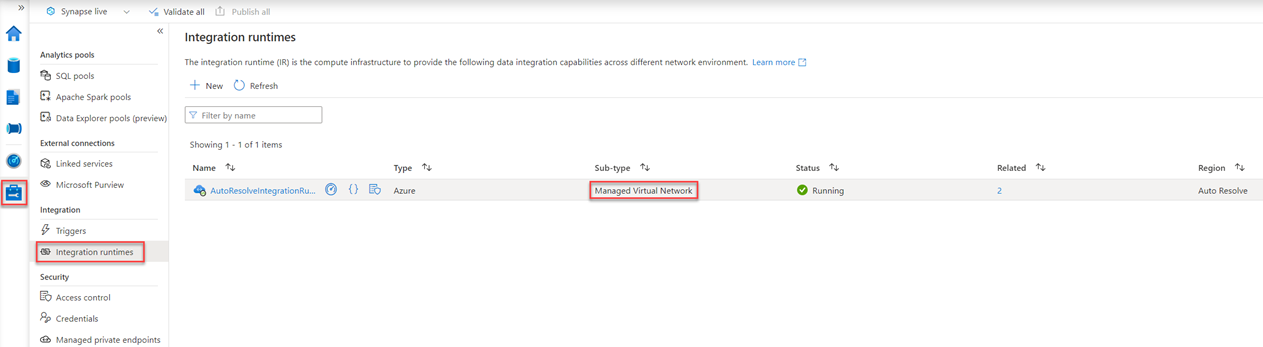 »
Synapse live
Validate all
Publish all
«
Analytics pools
SQL pools
Apache Spark pools
Data Explorer pools (preview)
External connections
Linked services
Microsoft Purview
Integration
Triggers
Integration runtimes
Security
Access control
Credentials
Managed private endpoints
Integration runtimes
The integration runtime (IR) is the compute infrastructure to provide the following data integration capabilities across different network environment. Learn more
New Refresh
Filter by name
Showing 1 - 1 of 1 items
Name Type Sub-type Status Related Region
AutoResolveIntegrationRu... {} Azure Managed Virtual Network Running 2 Auto Resolve